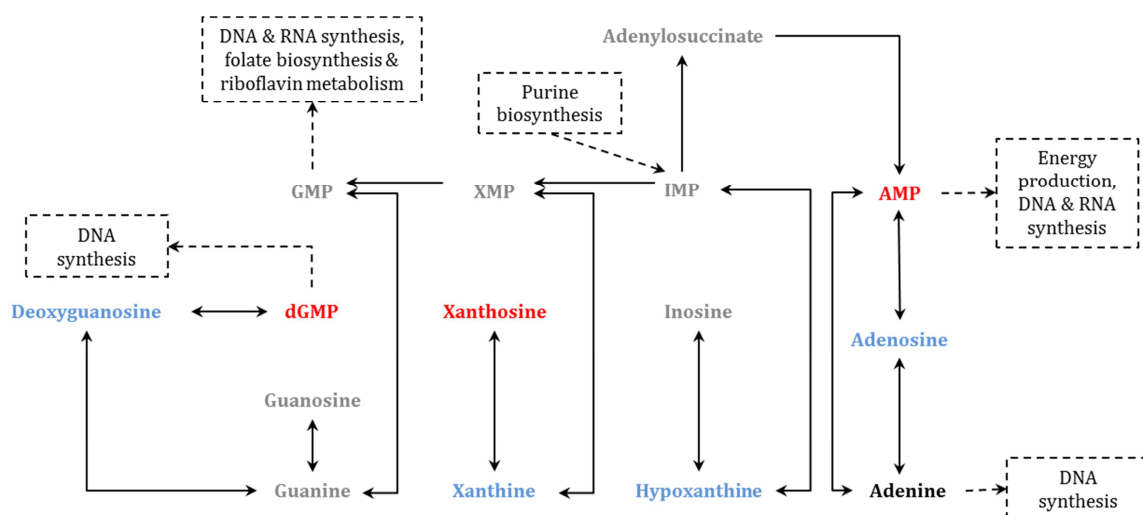 DNA & RNA synthesis,
folate biosynthesis &
riboflavin metabolism
Adenylosuccinate
Purine
biosynthesis
GMP
XMP
IMP
AMP
Energy
production,
DNA & RNA
synthesis
DNA
synthesis
Deoxyguanosine
dGMP
Xanthosine
Inosine
Adenosine
Guanosine
Guanine
Xanthine
Hypoxanthine
Adenine
DNA
synthesis